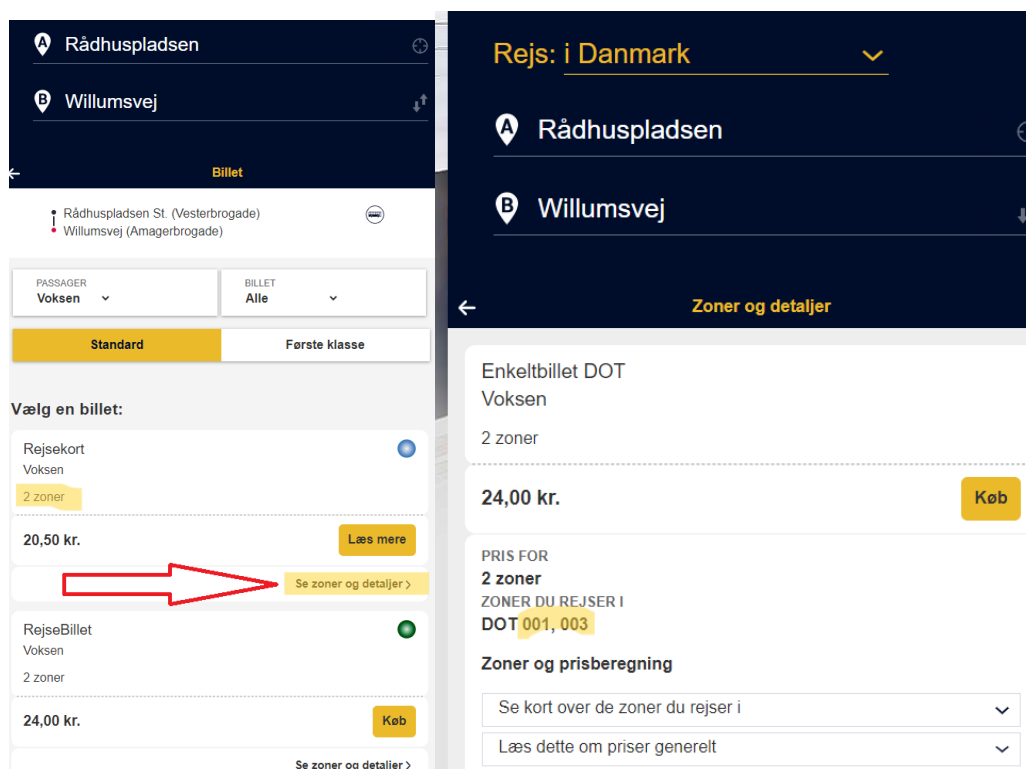 A Rådhuspladsen
B Willumsvej
Billet
Rådhuspladsen St. (Vesterbrogade)
Willumsvej (Amagerbrogade)
PASSAGER
Voksen
BILLET
Alle
Standard
Første klasse
Vælg en billet:
Rejsekort
Voksen
2 zoner
20,50 kr.
Læs mere
Se zoner og detaljer
RejseBillet
Voksen
2 zoner
24,00 kr.
Køb
Se zoner og detaljer
Rejs: i Danmark
A Rådhuspladsen
B Willumsvej
Zoner og detaljer
Enkeltbillet DOT
Voksen
2 zoner
24,00 kr.
Køb
PRIS FOR
2 zoner
ZONER DU REJSER I
DOT 001, 003
Zoner og prisberegning
Se kort over de zoner du rejser i
Læs dette om priser generelt